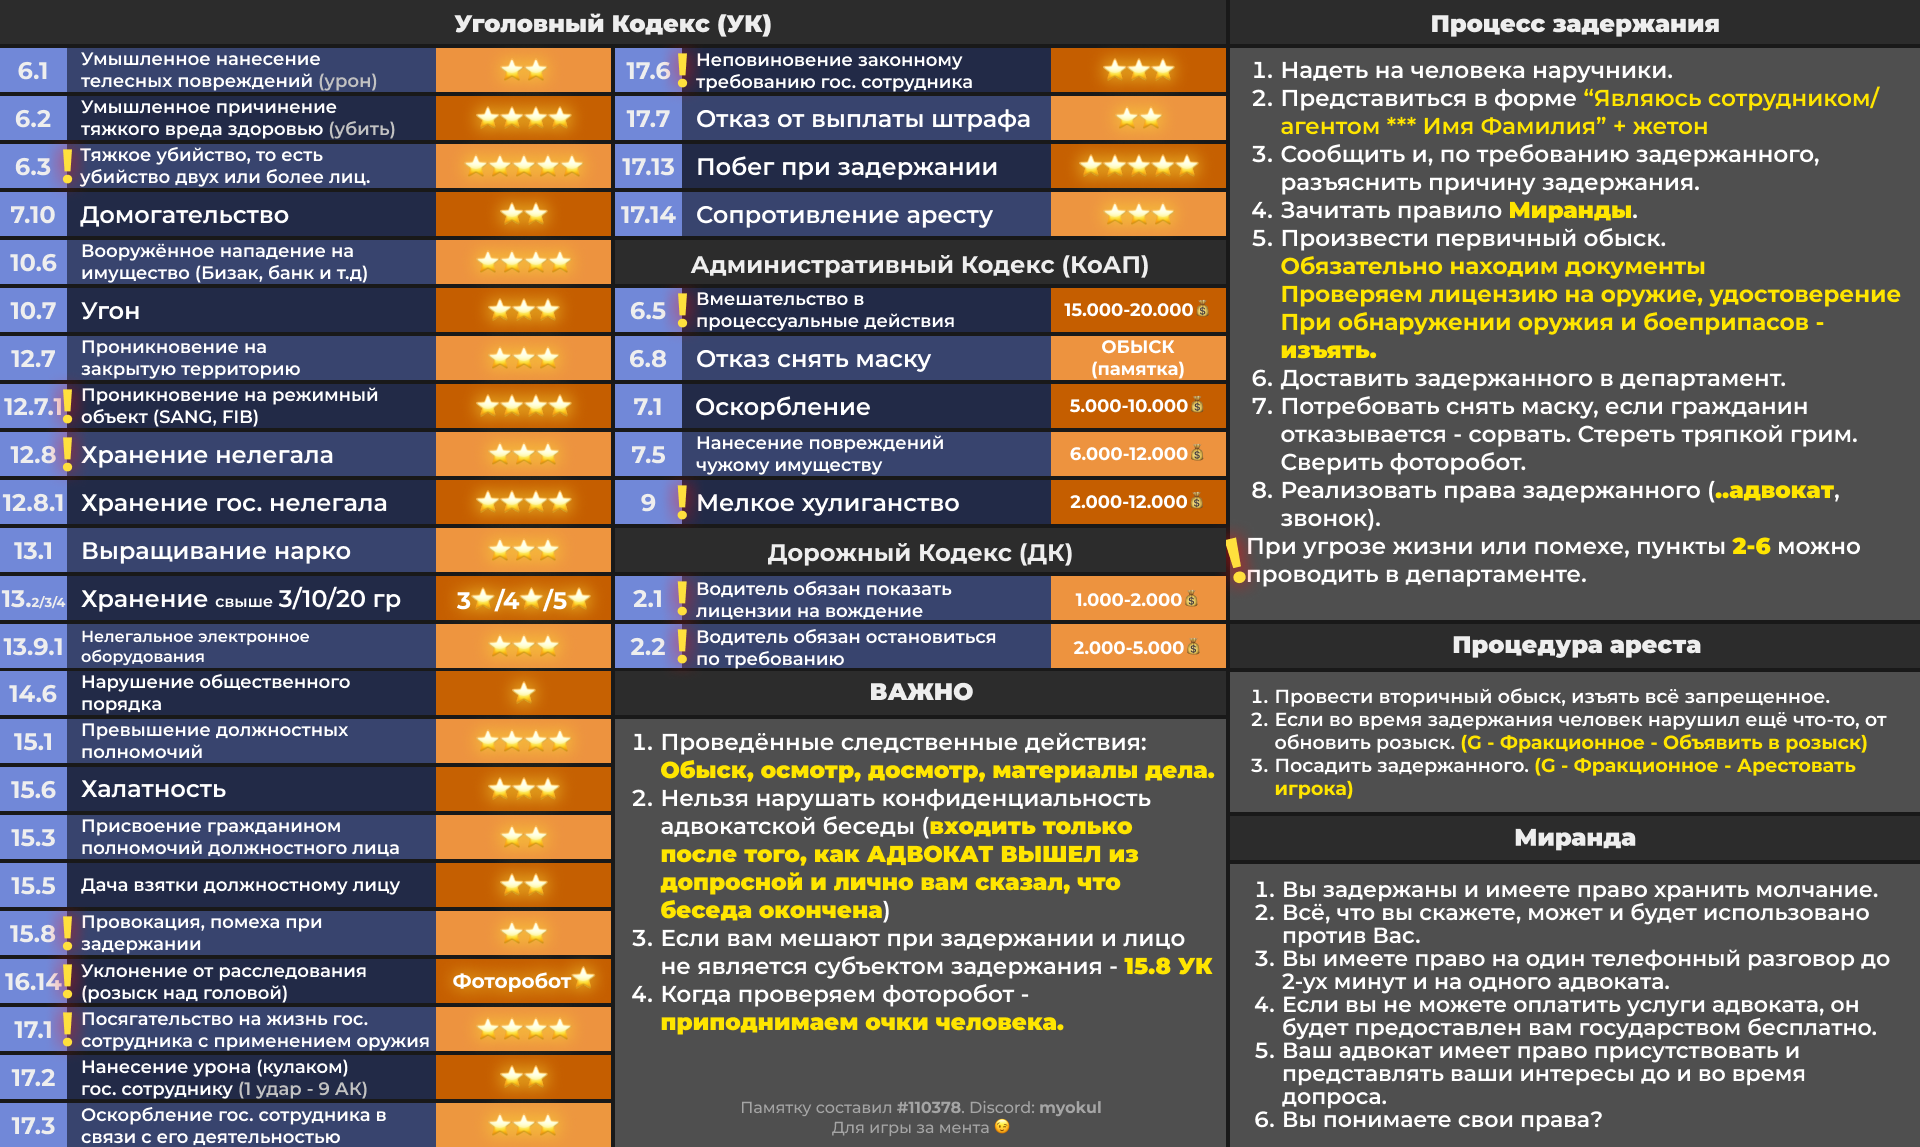 Уголовный Кодекс (УК)
6.1
Умышленное нанесение
телесных повреждений (урон)
6.2
Умышленное причинение
тяжкого вреда здоровью (убить)
6.3
Тяжкое убийство, то есть
убийство двух или более лиц.
7.10
Домогательство
10.6
Вооружённое нападение на
имущество (Бизак, банк и т.д)
10.7
Угон
12.7
Проникновение на
закрытую территорию
12.7.1
Проникновение на режимный
объект (SANG, FIB)
12.8
Хранение нелегала
12.8.1
Хранение гос. нелегала
13.1
Выращивание нарко
13.2/3/4
Хранение свыше 3/10/20 гр
3⭐/4⭐/5⭐
13.9.1
Нелегальное электронное
оборудования
14.6
Нарушение общественного
порядка
15.1
Превышение должностных
полномочий
15.6
Халатность
15.3
Присвоение гражданином
полномочий должностного лица
15.5
Дача взятки должностному лицу
15.8
Провокация, помеха при
задержании
16.14
Уклонение от расследования
(розыск над головой)
Фоторобот⭐
17.1
Посягательство на жизнь гос.
сотрудника с применением оружия
17.2
Нанесение урона (кулаком)
гос. сотруднику (1 удар - 9 АК)
17.3
Оскорбление гос. сотрудника в
связи с его деятельностью
17.6
Неповиновение законному
требованию гос. сотрудника
17.7
Отказ от выплаты штрафа
17.13
Побег при задержании
17.14
Сопротивление аресту
Административный Кодекс (КоАП)
6.5
Вмешательство в
процессуальные действия
15.000-20.000
6.8
Отказ снять маску
ОБЫСК
(памятка)
7.1
Оскорбление
5.000-10.000
7.5
Нанесение повреждений
чужому имуществу
6.000-12.000
9
Мелкое хулиганство
2.000-12.000
Дорожный Кодекс (ДК)
2.1
Водитель обязан показать
лицензии на вождение
1.000-2.000
2.2
Водитель обязан остановиться
по требованию
2.000-5.000
ВАЖНО
1. Проведённые следственные действия:
Обыск, осмотр, досмотр, материалы дела.
2. Нельзя нарушать конфиденциальность
адвокатской беседы (входить только
после того, как АДВОКАТ ВЫШЕЛ из
допросной и лично вам сказал, что
беседа окончена)
3. Если вам мешают при задержании и лицо
не является субъектом задержания - 15.8 УК
4. Когда проверяем фоторобот -
приподнимаем очки человека.
Памятку составил #110378. Discord: myokul
Для игры за мента 😉
Процесс задержания
1. Надеть на человека наручники.
2. Представиться в форме “Являюсь сотрудником/
агентом *** Имя Фамилия” + жетон
3. Сообщить и, по требованию задержанного,
разъяснить причину задержания.
4. Зачитать правило Миранды.
5. Произвести первичный обыск.
Обязательно находим документы
Проверяем лицензию на оружие, удостоверение
При обнаружении оружия и боеприпасов -
изъять.
6. Доставить задержанного в департамент.
7. Потребовать снять маску, если гражданин
отказывается - сорвать. Стереть тряпкой грим.
Сверить фоторобот.
8. Реализовать права задержанного (..адвокат,
звонок).
При угрозе жизни или помехе, пункты 2-6 можно
проводить в департаменте.
Процедура ареста
1. Провести вторичный обыск, изъять всё запрещенное.
2. Если во время задержания человек нарушил ещё что-то, от
обновить розыск. (G - Фракционное - Объявить в розыск)
3. Посадить задержанного. (G - Фракционное - Арестовать
игрока)
Миранда
1. Вы задержаны и имеете право хранить молчание.
2. Всё, что вы скажете, может и будет использовано
против Вас.
3. Вы имеете право на один телефонный разговор до
2-ух минут и на одного адвоката.
4. Если вы не можете оплатить услуги адвоката, он
будет предоставлен вам государством бесплатно.
5. Ваш адвокат имеет право присутствовать и
представлять ваши интересы до и во время
допроса.
6. Вы понимаете свои права?